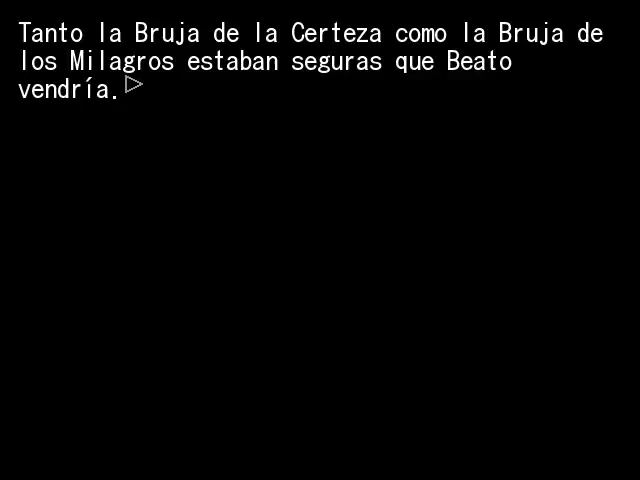 Tanto la Bruja de la Certeza como la Bruja de
los Milagros estaban seguras que Beato
vendría.